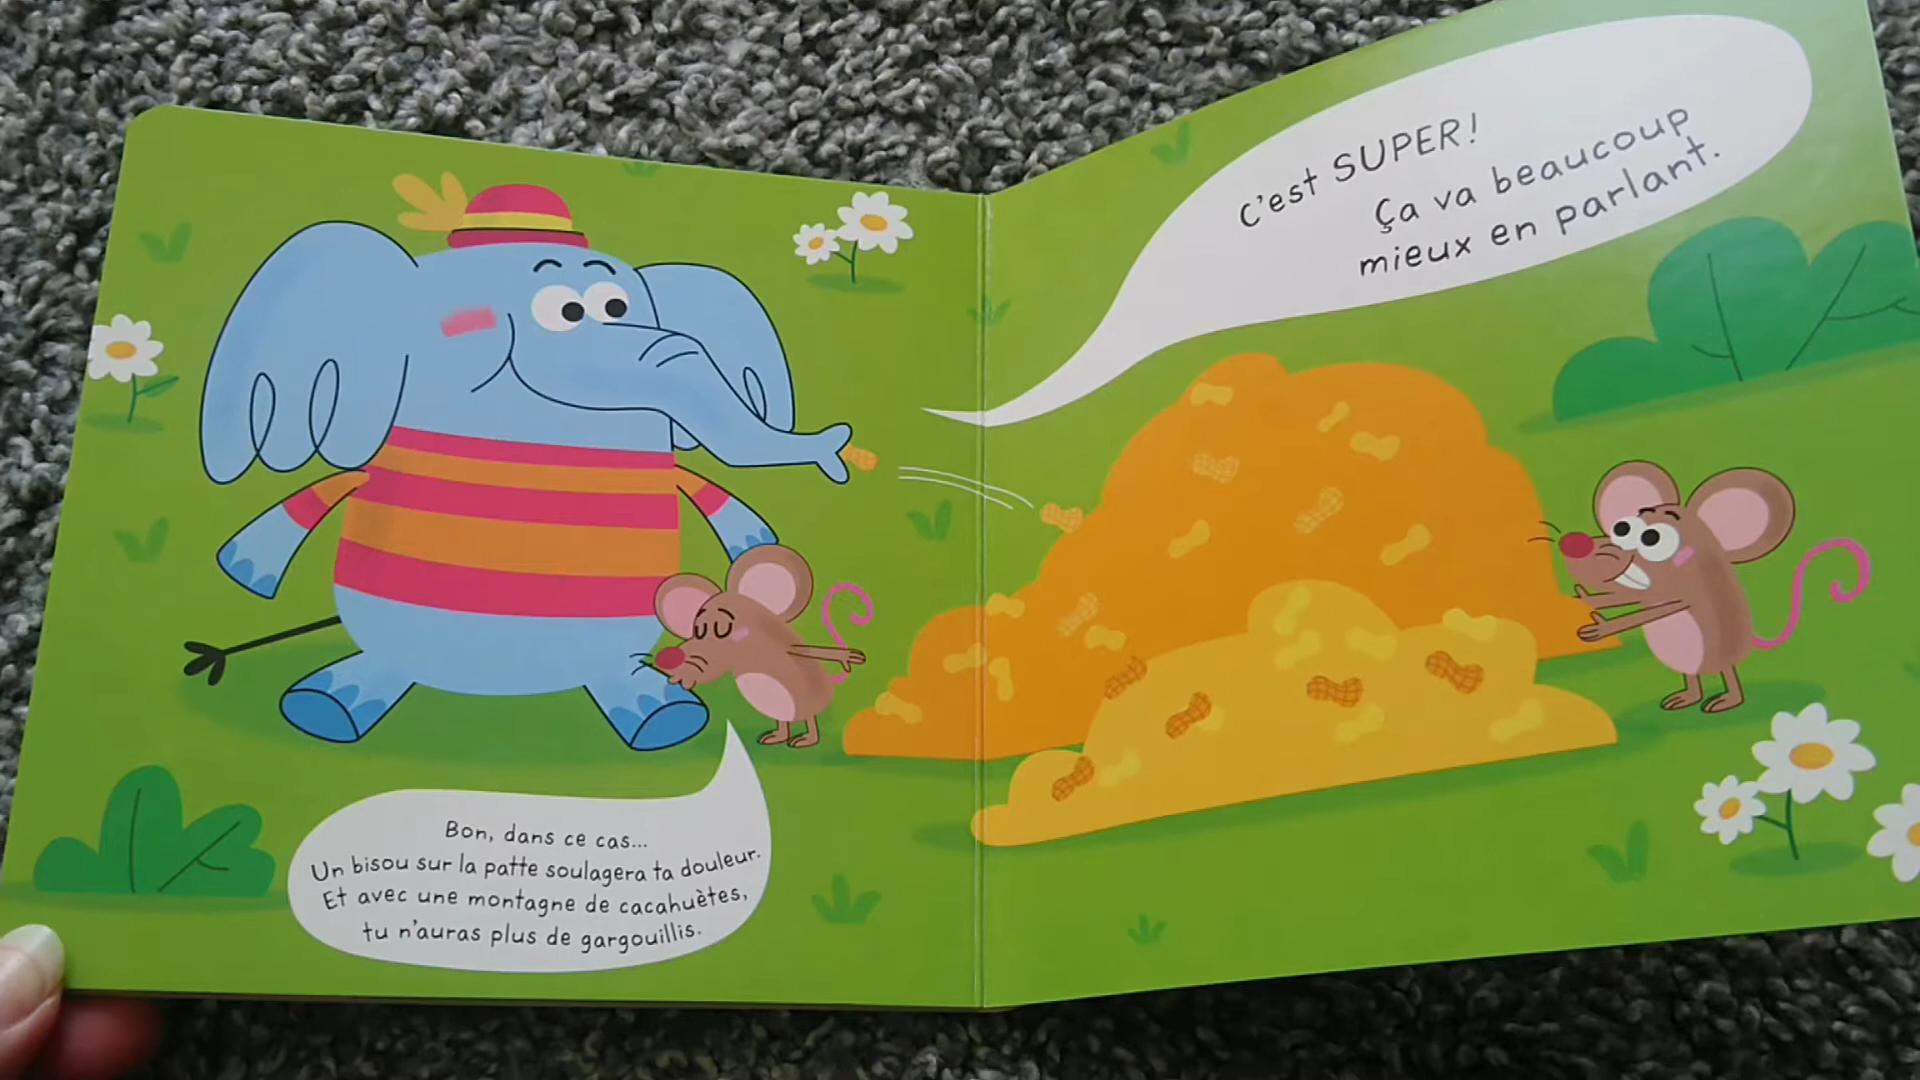 Bon, dans ce cas...
Un bisou sur la patte soulagera ta douleur.
Et avec une montagne de cacahuètes,
tu n'auras plus de gargouillis.
C'est SUPER!
Ça va beaucoup
mieux en parlant.